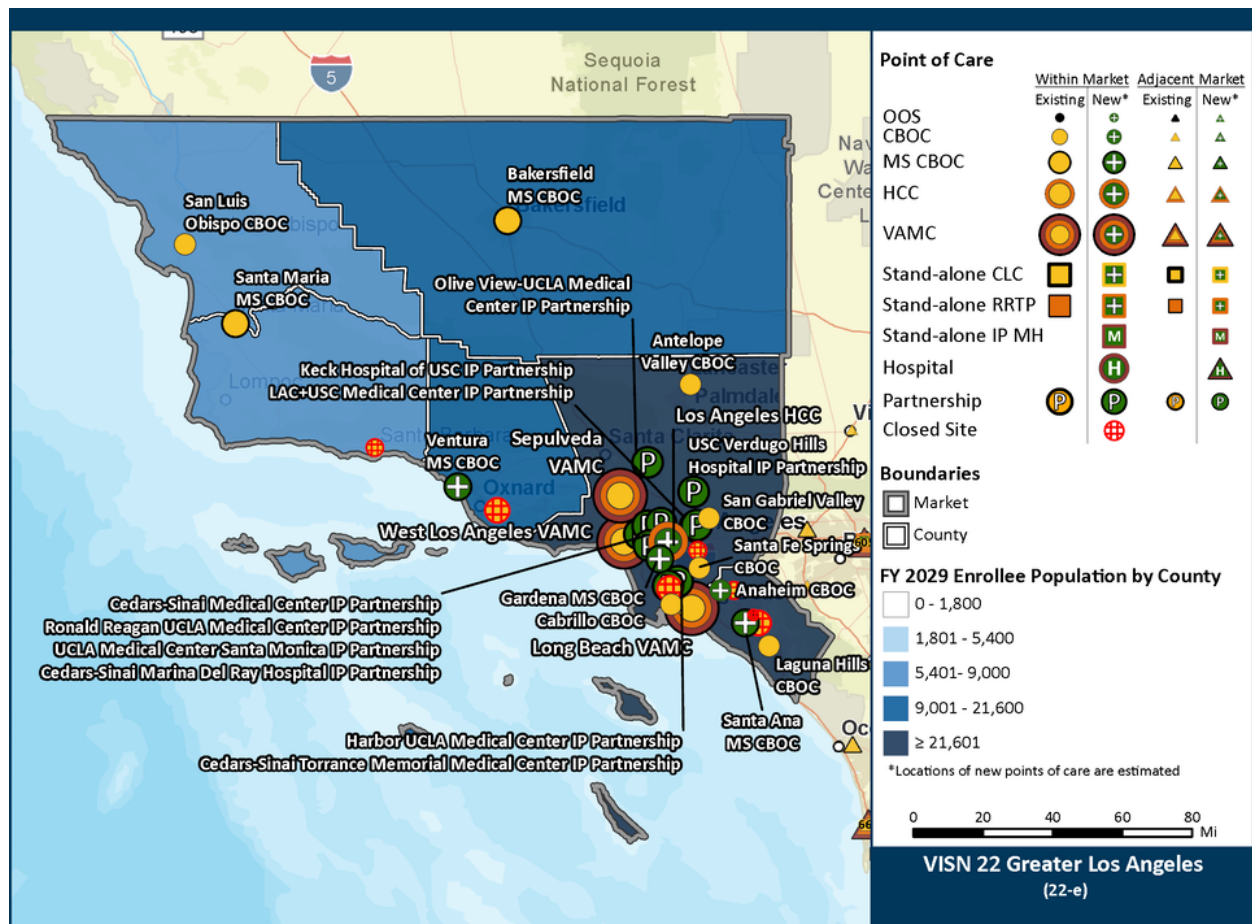 5
Sequoia
National Forest
San Luis
Obispo CBOC
Bakersfield
MS CBOC
Bakersfield
Santa Maria
MS CBOC
Olive View-UCLA Medical
Center IP Partnership
Antelope
Valley CBOC
Keck Hospital of USC IP Partnership
LAC+USC Medical Center IP Partnership
Palmdale
Los Angeles HCC
Ventura
MS CBOC
Sepulveda
VAMC
Santa Clarita
USC Verdugo Hills
Hospital IP Partnership
Oxnard
San Gabriel Valley
CBOC
West Los Angeles VAMC
Santa Fe Springs
CBOC
Anaheim CBOC
Cedars-Sinai Medical Center IP Partnership
Ronald Reagan UCLA Medical Center IP Partnership
UCLA Medical Center Santa Monica IP Partnership
Cedars-Sinai Marina Del Ray Hospital IP Partnership
Gardena MS CBOC
Cabrillo CBOC
Long Beach VAMC
Laguna Hills
CBOC
Santa Ana
MS CBOC
Harbor UCLA Medical Center IP Partnership
Cedars-Sinai Torrance Memorial Medical Center IP Partnership
Point of Care
Within Market Adjacent Market
Existing New* Existing New*
OOS
CBOC
MS CBOC
HCC
VAMC
Stand-alone CLC
Stand-alone RRTP
Stand-alone IP MH M M
Hospital H H
Partnership P P P P
Closed Site
Boundaries
Market
County
FY 2029 Enrollee Population by County
0 - 1,800
1,801 - 5,400
5,401- 9,000
9,001 - 21,600
≥ 21,601
*Locations of new points of care are estimated
0 20 40 60 80
Mi
VISN 22 Greater Los Angeles
(22-e)